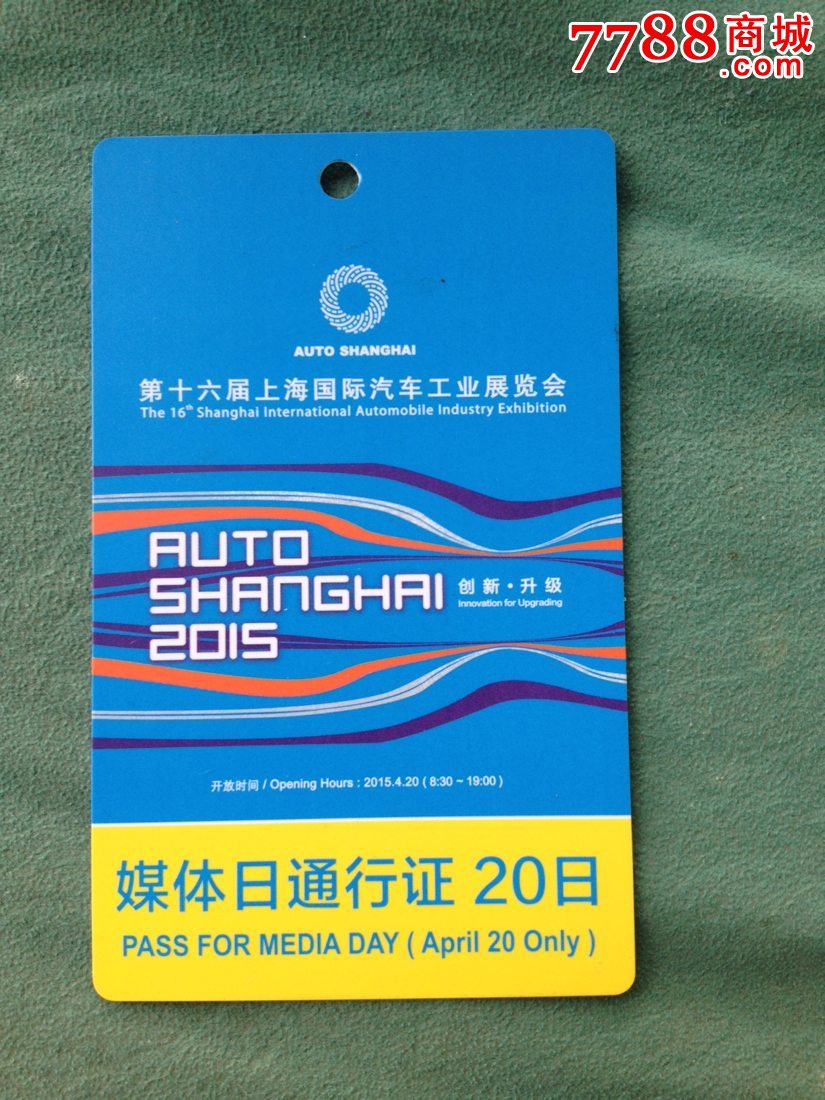 7788商城
.com
AUTO SHANGHAI
第十六届上海国际汽车工业展览会
The 16th Shanghai International Automobile Industry Exhibition
AUTO
SHANGHAI
2015
创新·升级
Innovation for Upgrading
开放时间 / Opening Hours : 2015.4.20 ( 8:30 ~ 19:00 )
媒体日通行证 20日
PASS FOR MEDIA DAY ( April 20 Only )